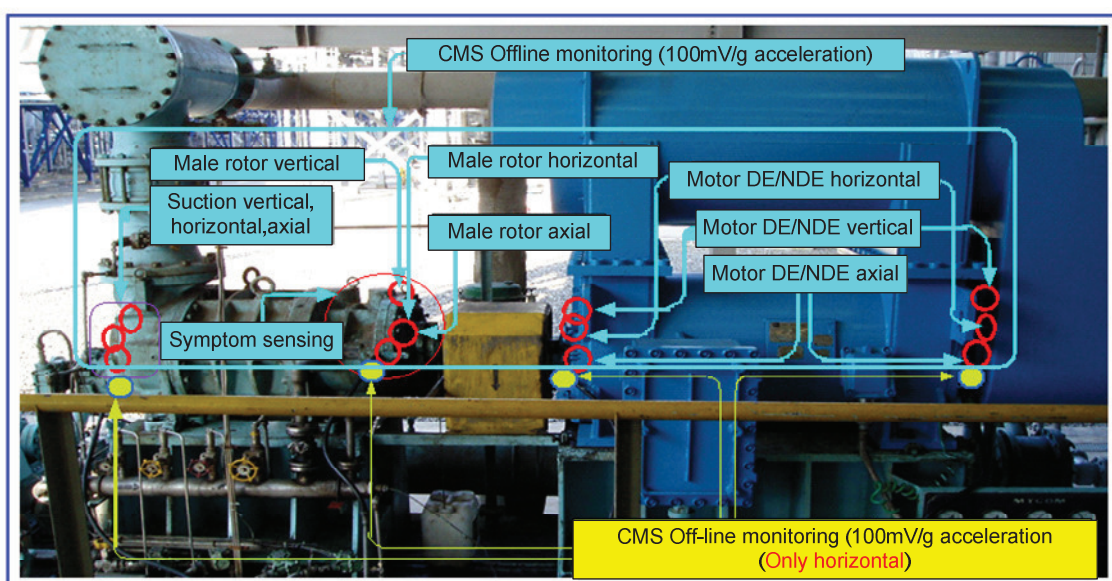 CMS Offline monitoring (100mV/g acceleration)
Male rotor vertical
Male rotor horizontal
Suction vertical,
horizontal,axial
Male rotor axial
Motor DE/NDE horizontal
Motor DE/NDE vertical
Motor DE/NDE axial
Symptom sensing
MYCOM
CMS Off-line monitoring (100mV/g acceleration
(Only horizontal)